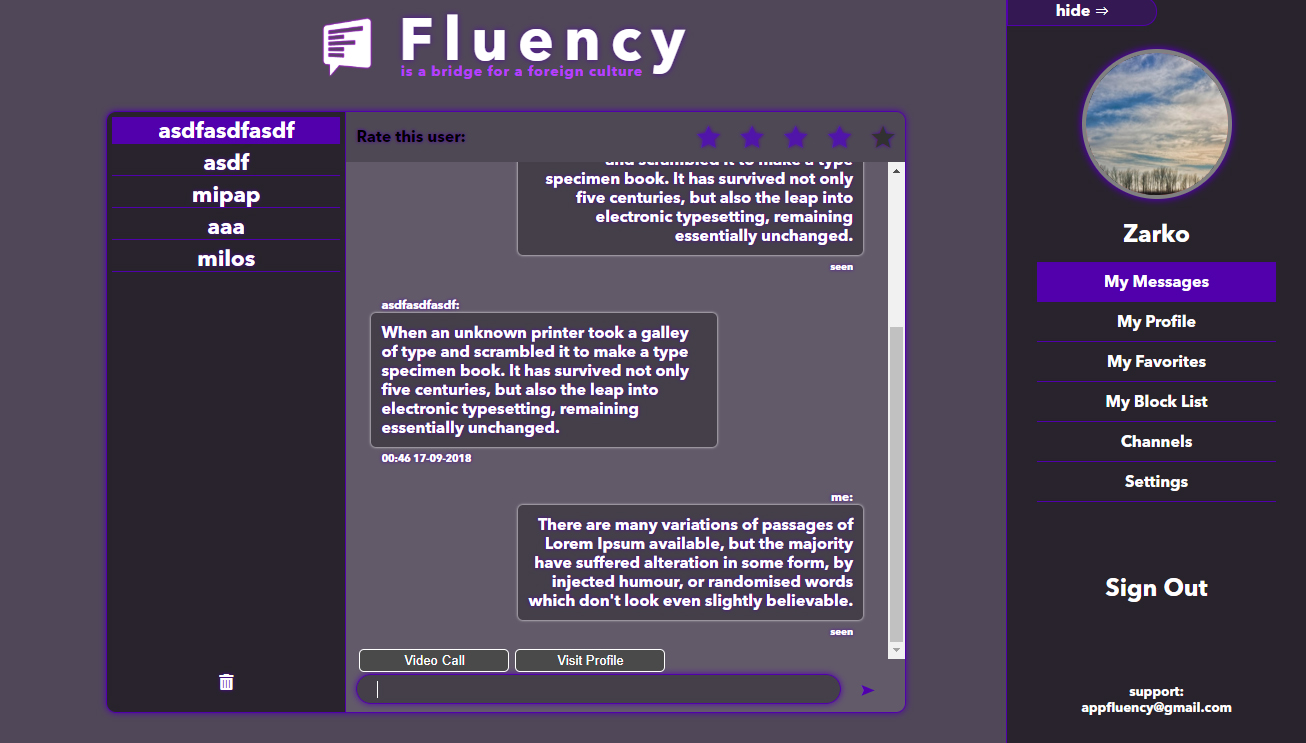 Fluency
is a bridge for a foreign culture
asdfasdfasdf
asdf
mipap
aaa
milos
Rate this user:
and scrambled it to make a type
specimen book. It has survived not only
five centuries, but also the leap into
electronic typesetting, remaining
essentially unchanged.
seen
asdfasdfasdf:
When an unknown printer took a galley
of type and scrambled it to make a type
specimen book. It has survived not only
five centuries, but also the leap into
electronic typesetting, remaining
essentially unchanged.
00:46 17-09-2018
me:
There are many variations of passages of
Lorem Ipsum available, but the majority
have suffered alteration in some form, by
injected humour, or randomised words
which don't look even slightly believable.
seen
Video Call
Visit Profile
hide ⇒
Zarko
My Messages
My Profile
My Favorites
My Block List
Channels
Settings
Sign Out
support:
appfluency@gmail.com